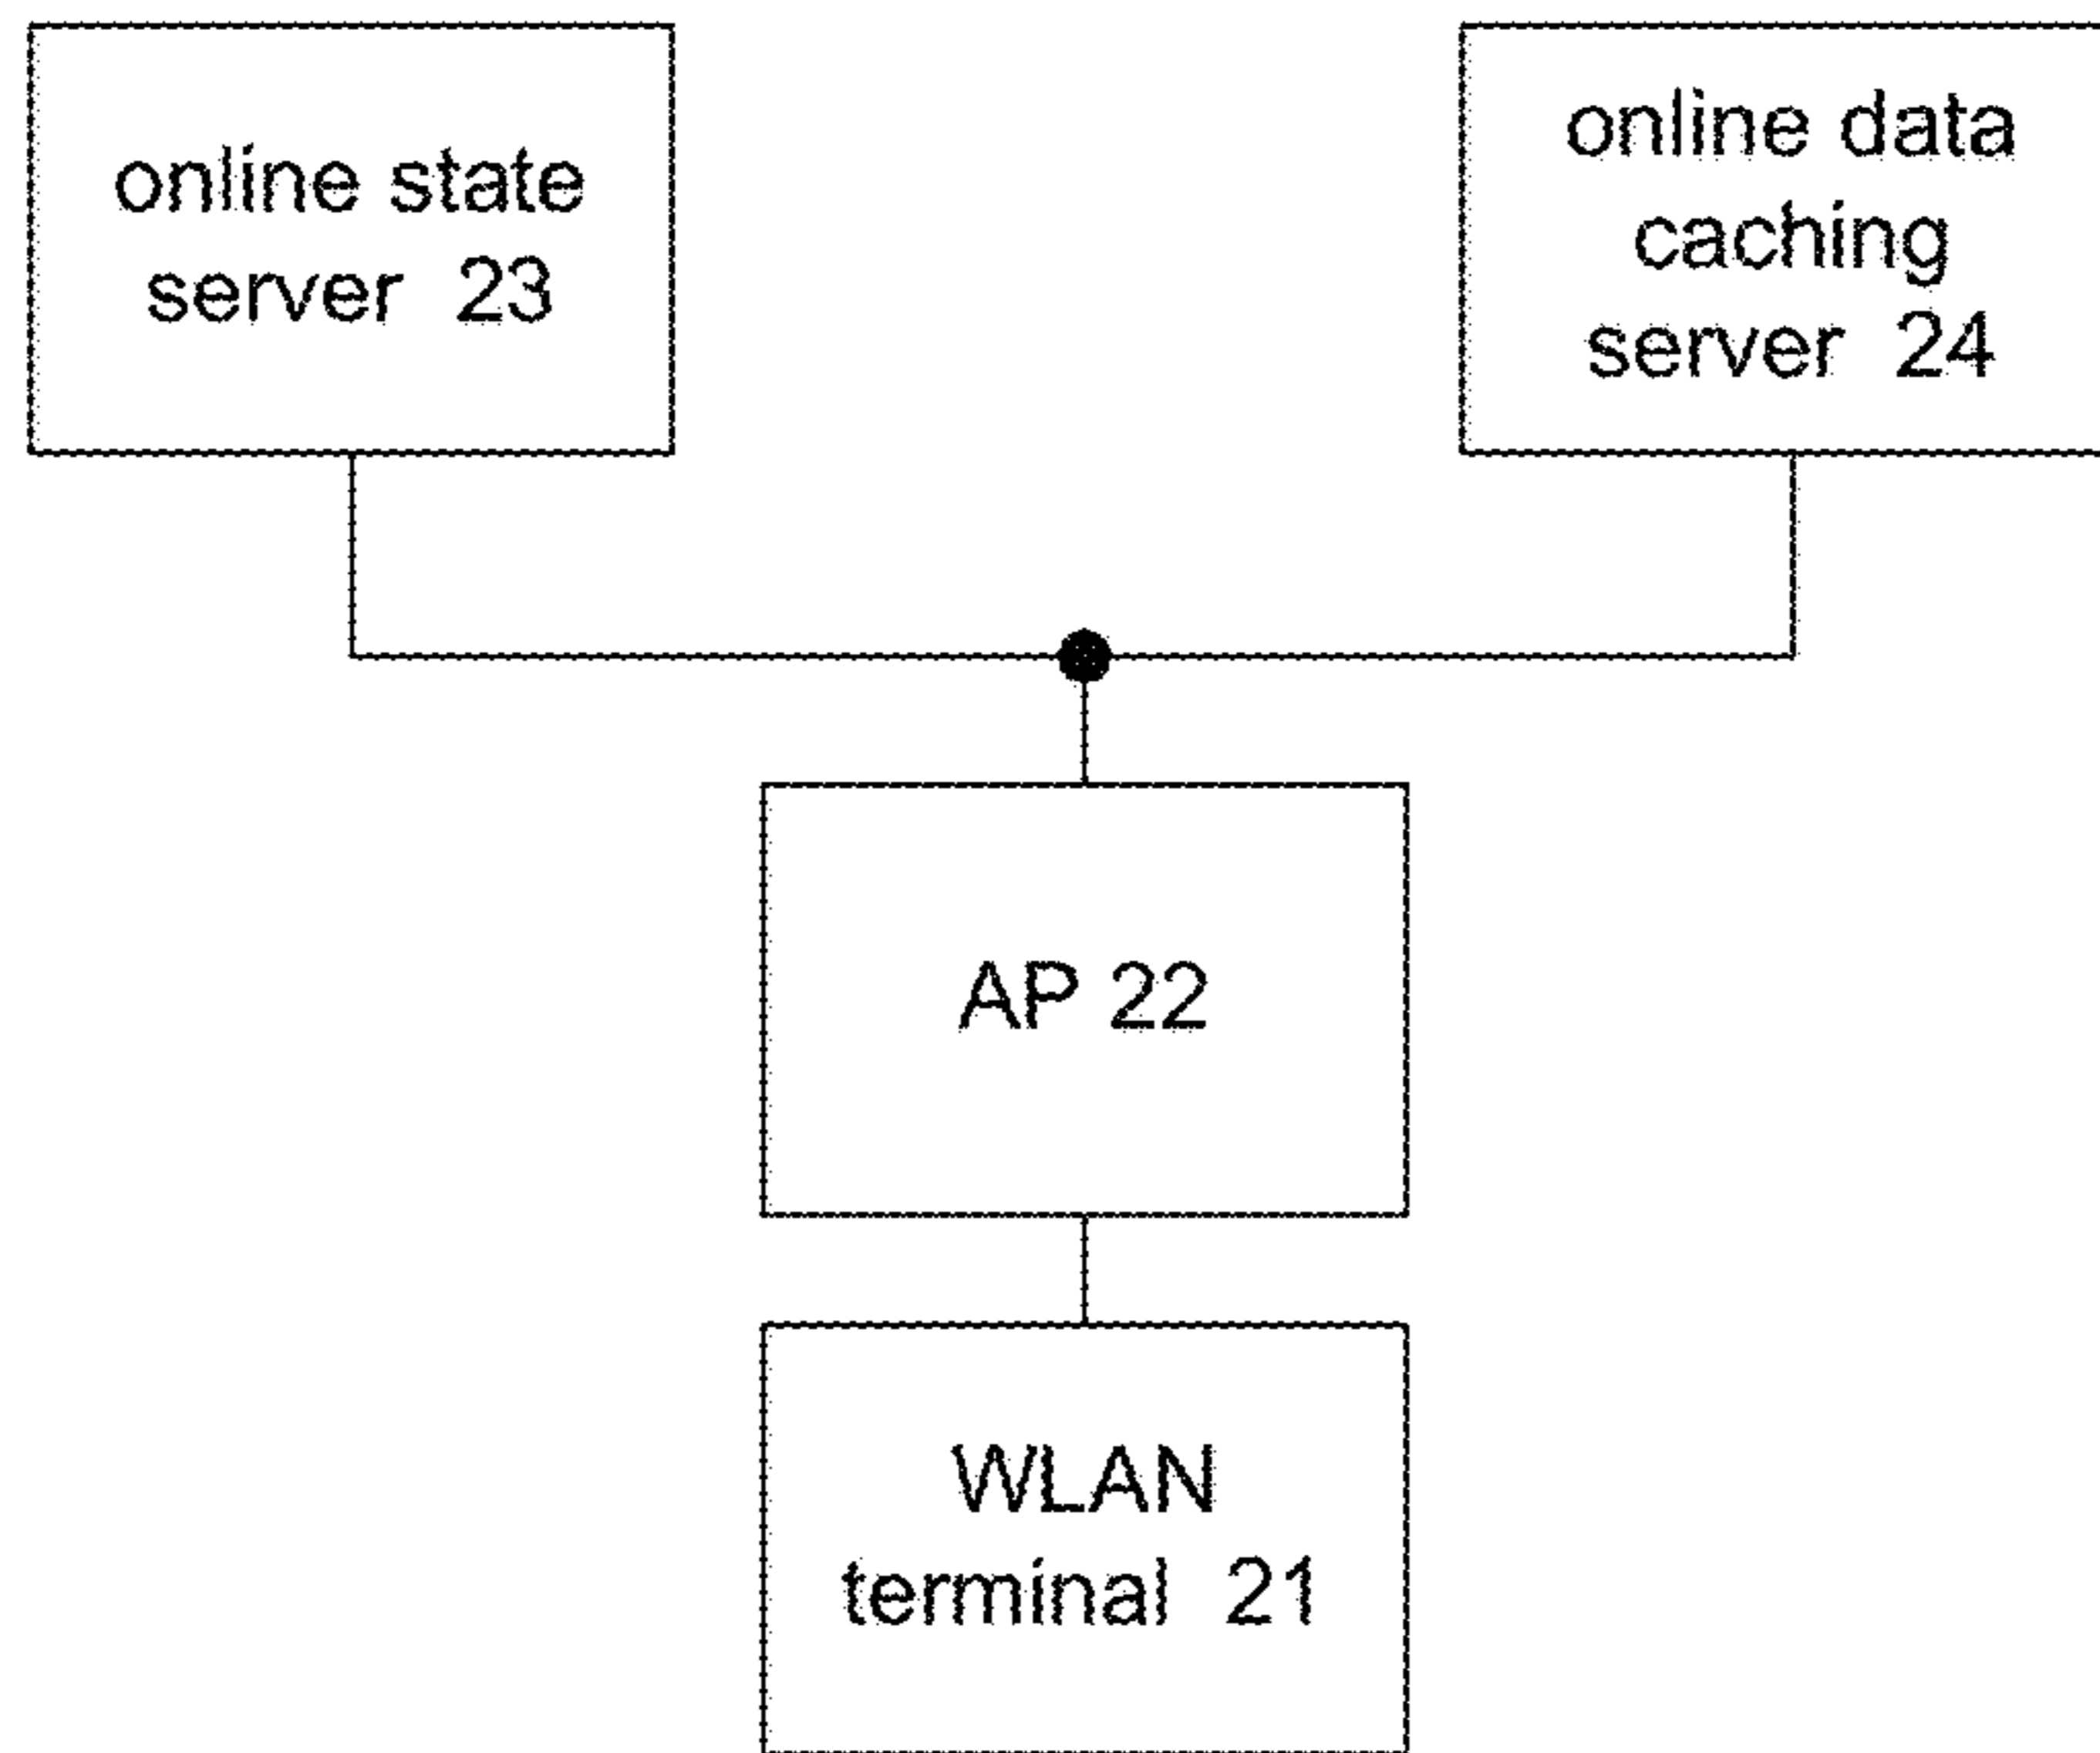 online state
server 23
online data
caching
server 24
AP 22
WLAN
terminal 21